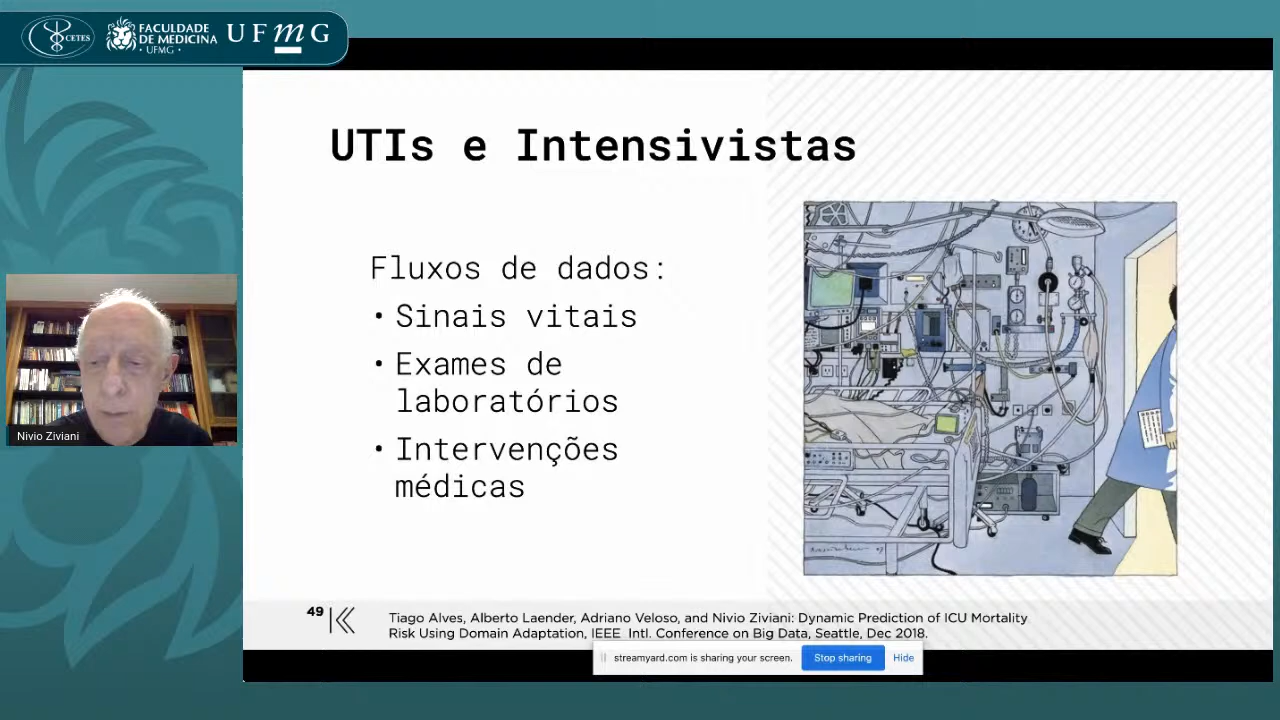 CETES
FACULDADE
DE MEDICINA
• UFMG •
UFmG
UTIs e Intensivistas
Fluxos de dados:
• Sinais vitais
• Exames de
laboratórios
• Intervenções
médicas
Nivio Ziviani
49
Tiago Alves, Alberto Laender, Adriano Veloso, and Nivio Ziviani: Dynamic Prediction of ICU Mortality
Risk Using Domain Adaptation, IEEE Intl. Conference on Big Data, Seattle, Dec 2018.
streamyard.com is sharing your screen.
Stop sharing
Hide